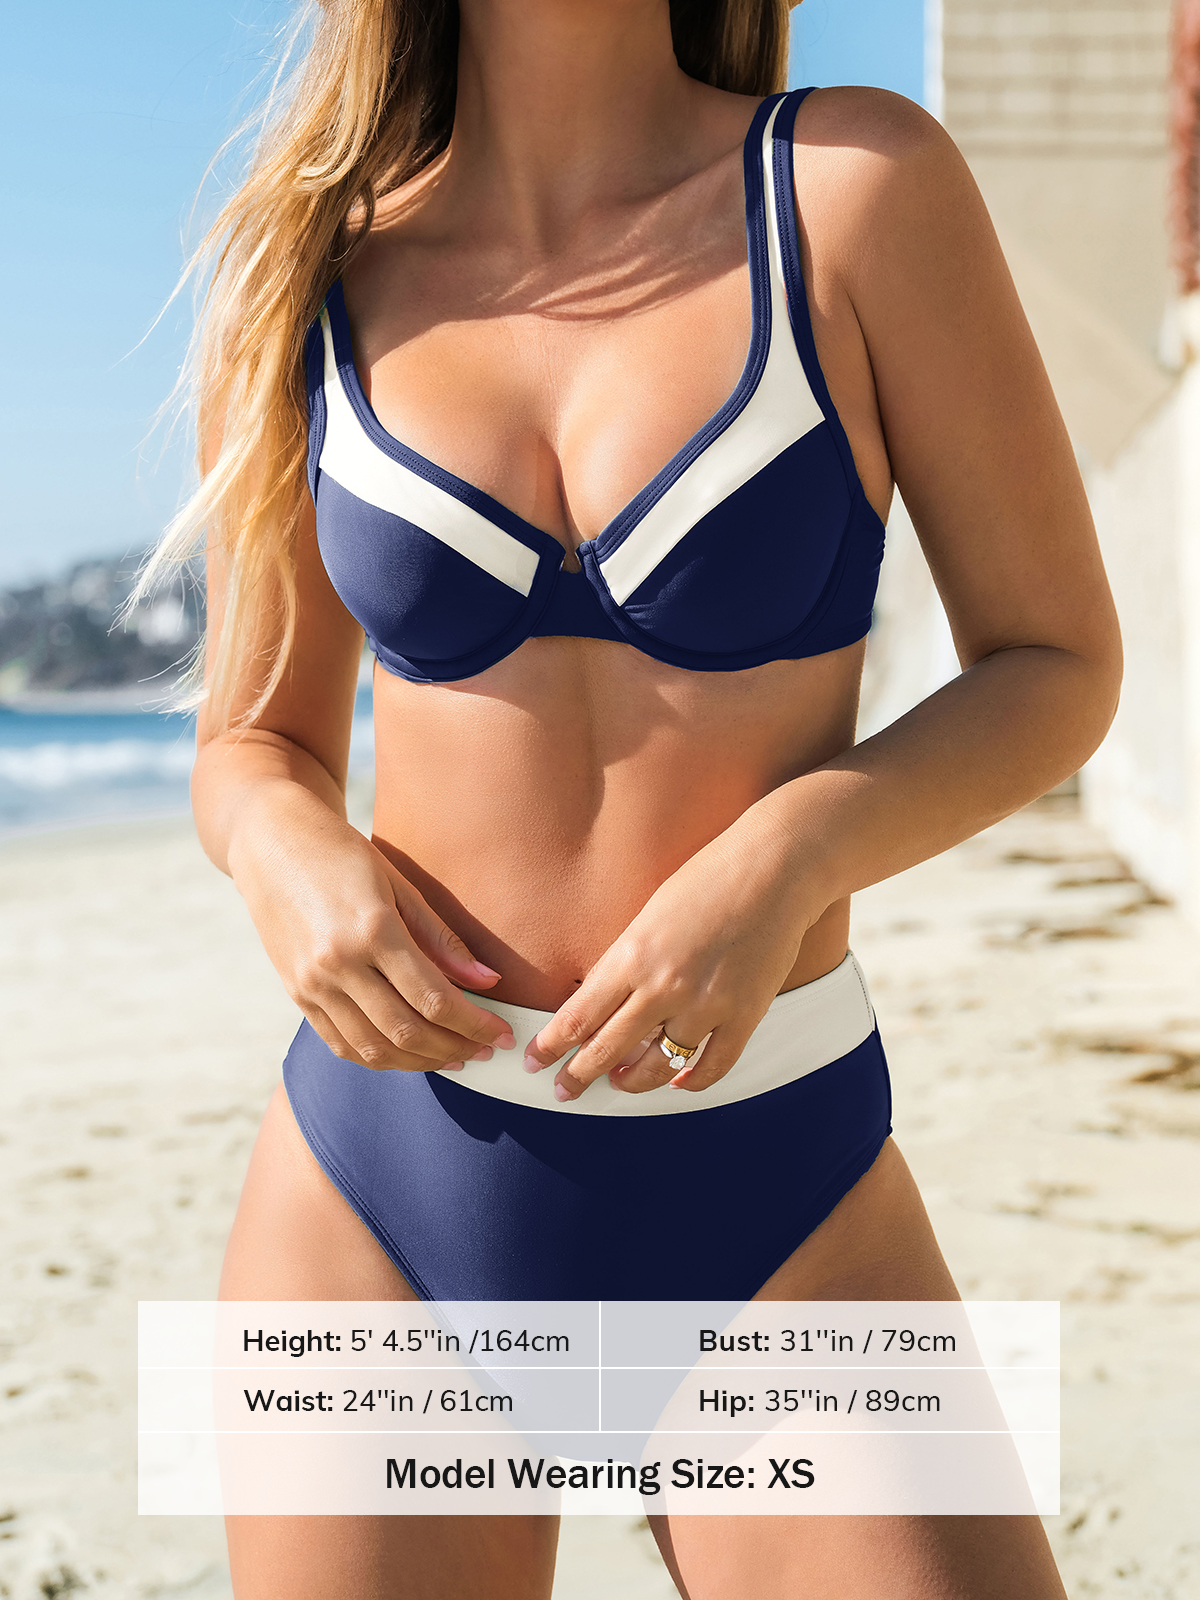 Height: 5' 4.5''in /164cm
Bust: 31''in / 79cm
Waist: 24''in / 61cm
Hip: 35''in / 89cm
Model Wearing Size: XS